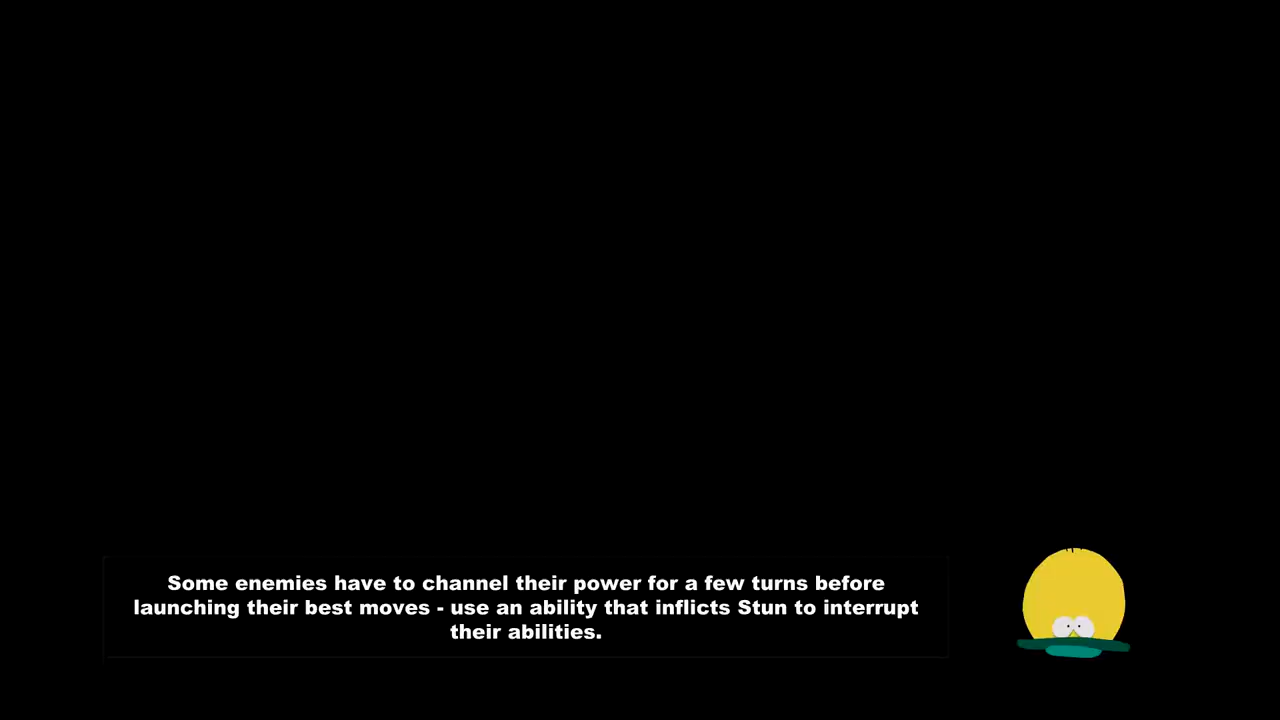 Some enemies have to channel their power for a few turns before
launching their best moves - use an ability that inflicts Stun to interrupt
their abilities.